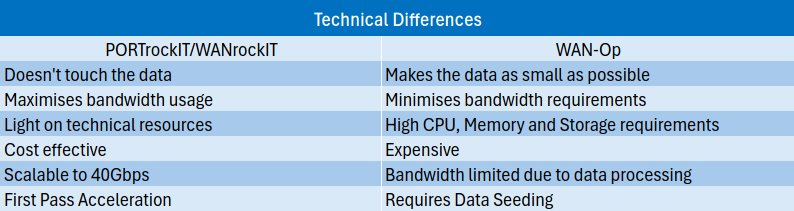 Technical Differences
PORTrockIT/WANrockIT WAN-Op
Doesn't touch the data Makes the data as small as possible
Maximises bandwidth usage Minimises bandwidth requirements
Light on technical resources High CPU, Memory and Storage requirements
Cost effective Expensive
Scalable to 40Gbps Bandwidth limited due to data processing
First Pass Acceleration Requires Data Seeding